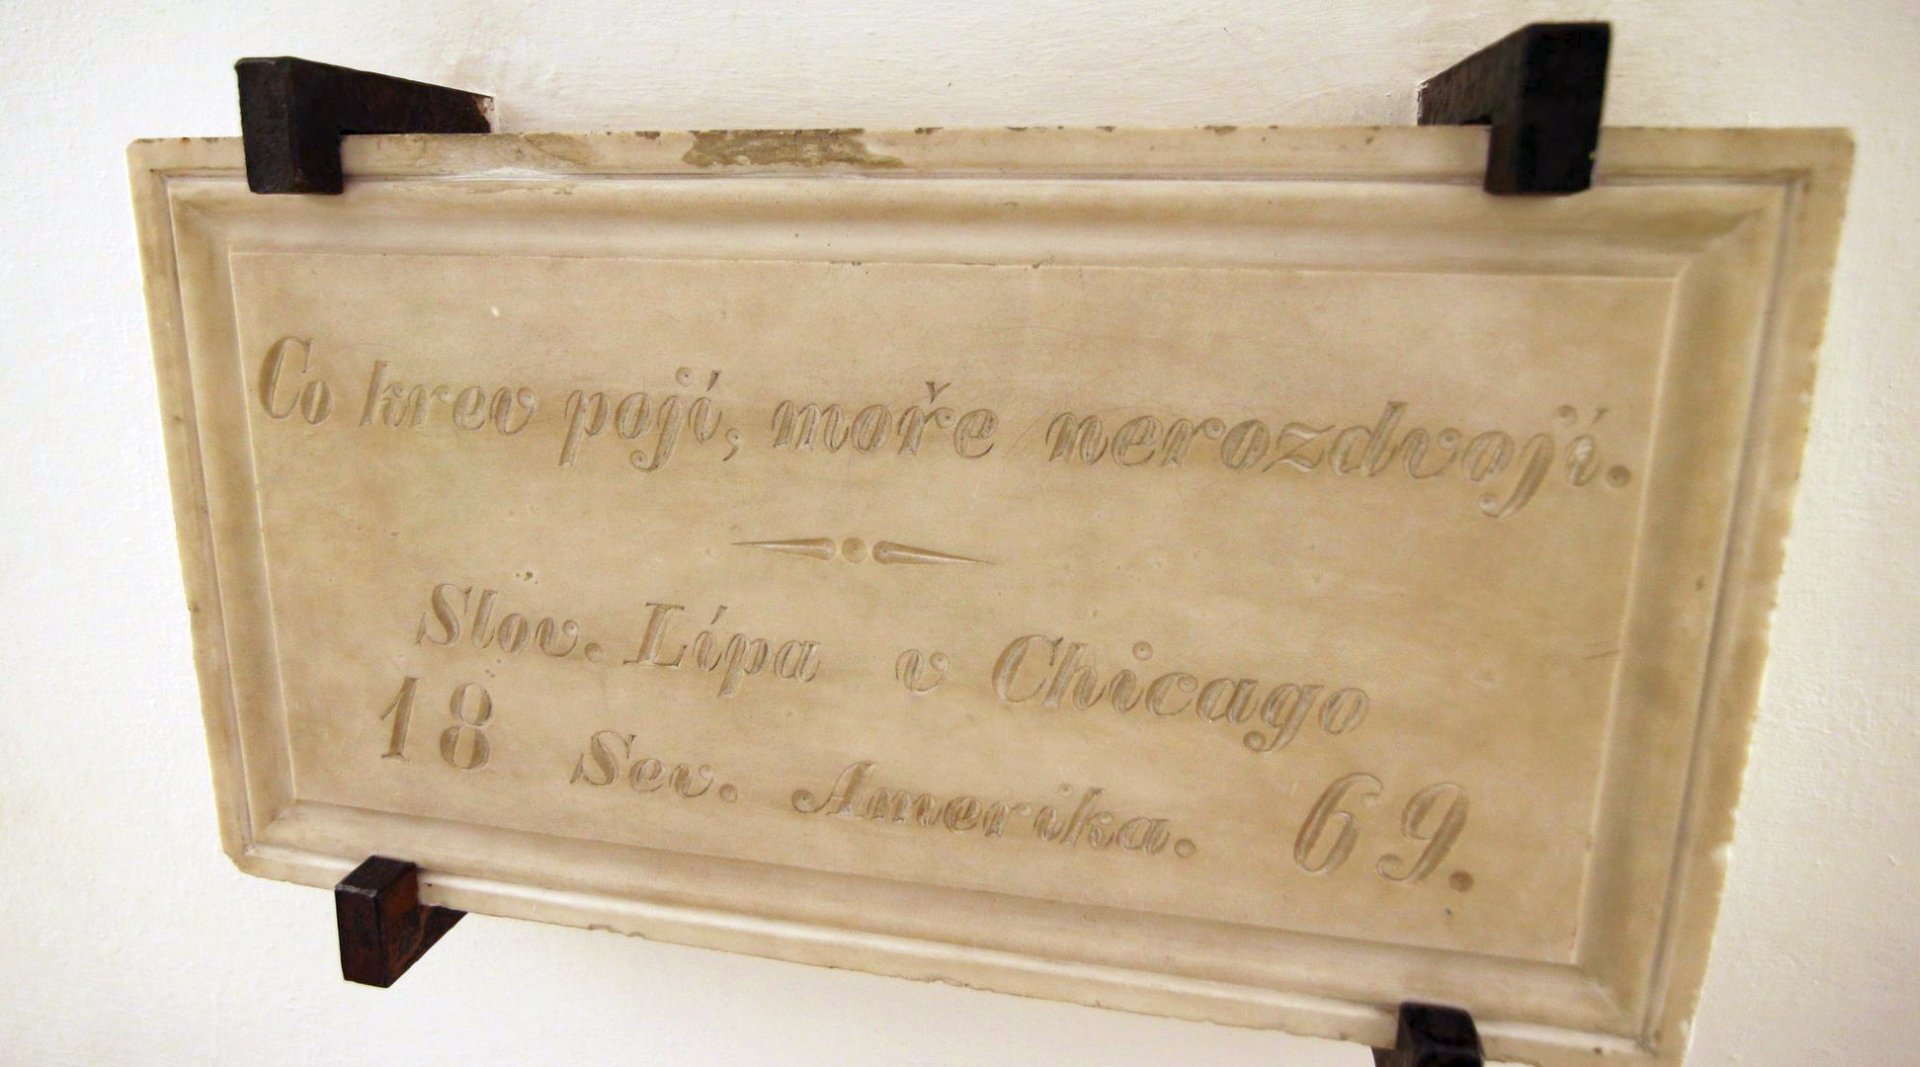 Co krev pojí, moře nerozdvojí.
Slov. Lípa v Chicago
18 Sev. Amerika. 69.